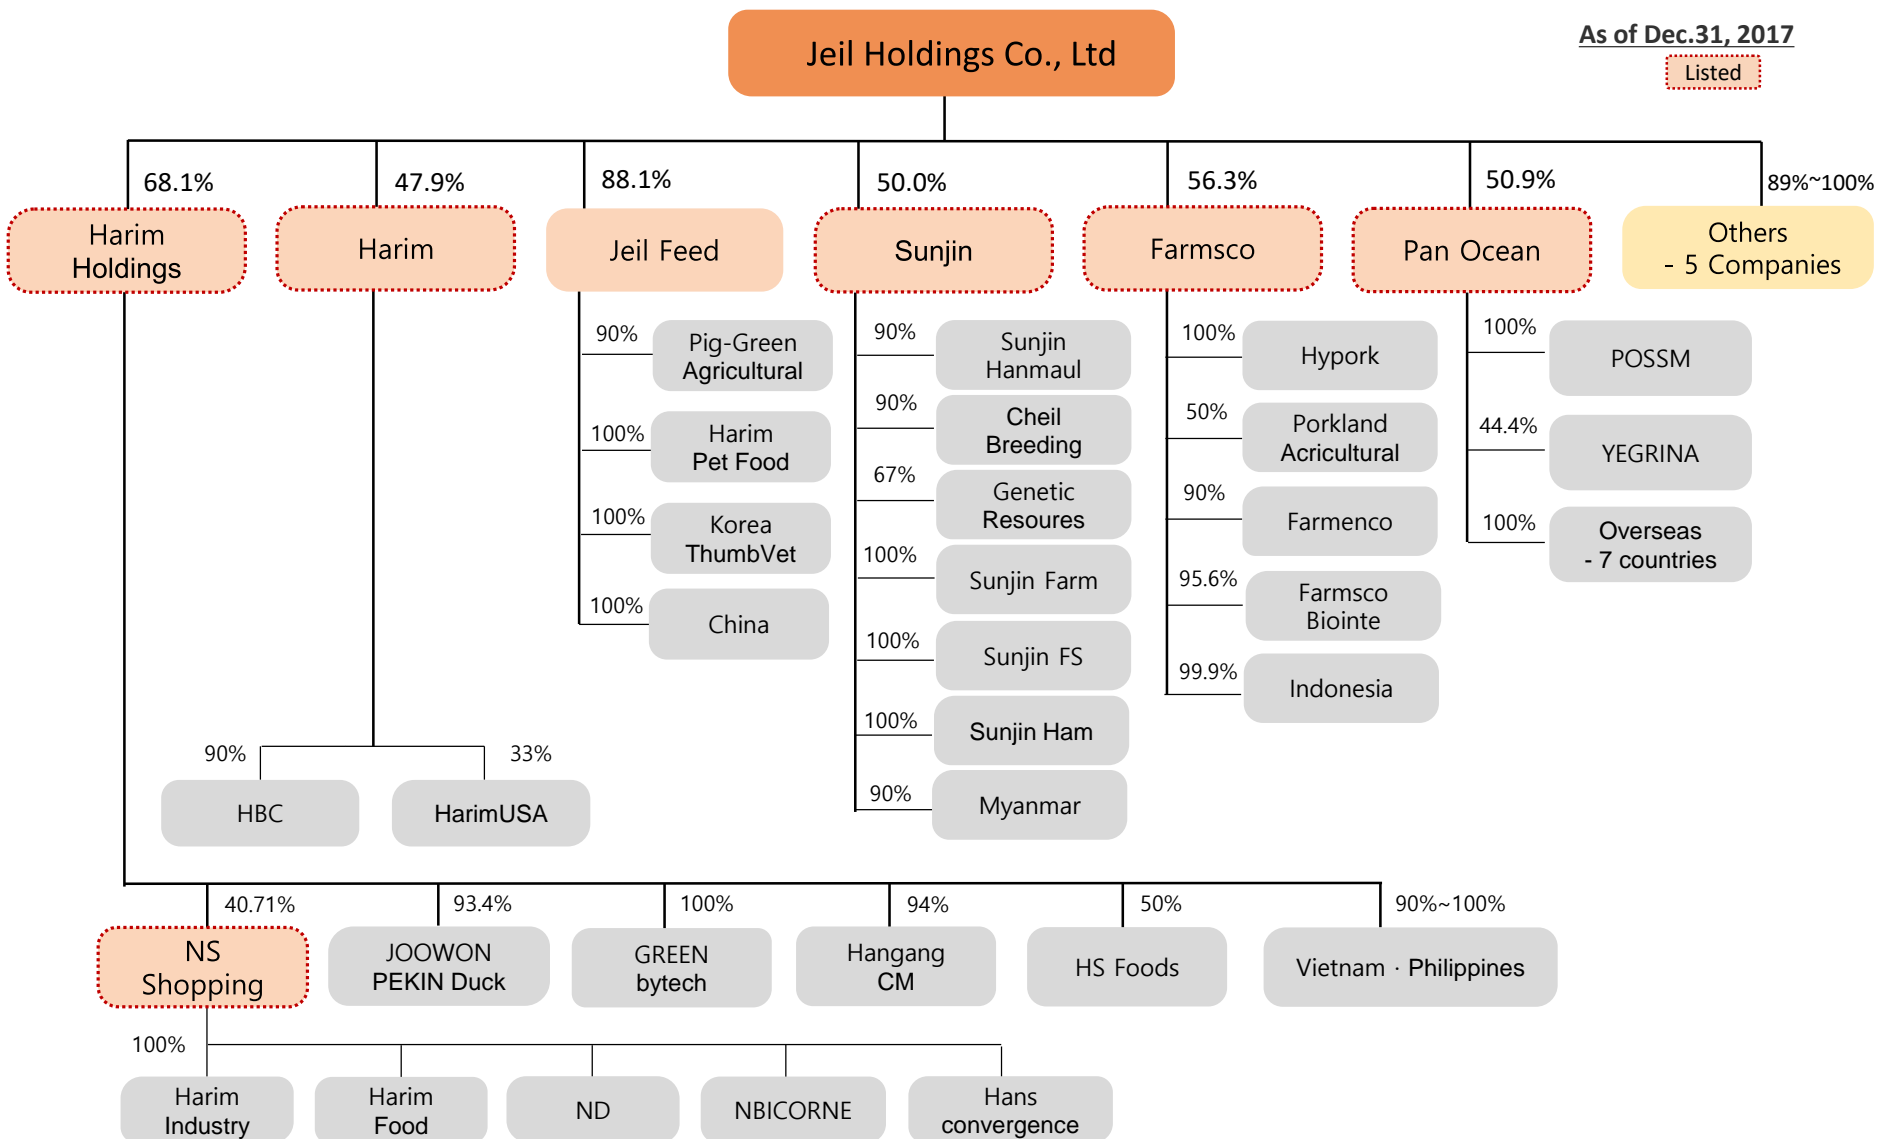 Jeil Holdings Co., Ltd
As of Dec.31, 2017
Listed
68.1%
47.9%
88.1%
50.0%
56.3%
50.9%
89%~100%
Harim
Holdings
Harim
Jeil Feed
Sunjin
Farmsco
Pan Ocean
Others
- 5 Companies
90%
Pig-Green
Agricultural
100%
Harim
Pet Food
100%
Korea
ThumbVet
100%
China
90%
Sunjin
Hanmaul
90%
Cheil
Breeding
67%
Genetic
Resoures
100%
Sunjin Farm
100%
Sunjin FS
100%
Sunjin Ham
90%
Myanmar
100%
Hypork
50%
Porkland
Acricultural
90%
Farmenco
95.6%
Farmsco
Biointe
99.9%
Indonesia
100%
POSSM
44.4%
YEGRINA
100%
Overseas
- 7 countries
90%
33%
HBC
HarimUSA
40.71%
93.4%
100%
94%
50%
90%~100%
NS
Shopping
JOOWON
PEKIN Duck
GREEN
bytech
Hangang
CM
HS Foods
Vietnam · Philippines
100%
Harim
Industry
Harim
Food
ND
NBICORNE
Hans
convergence